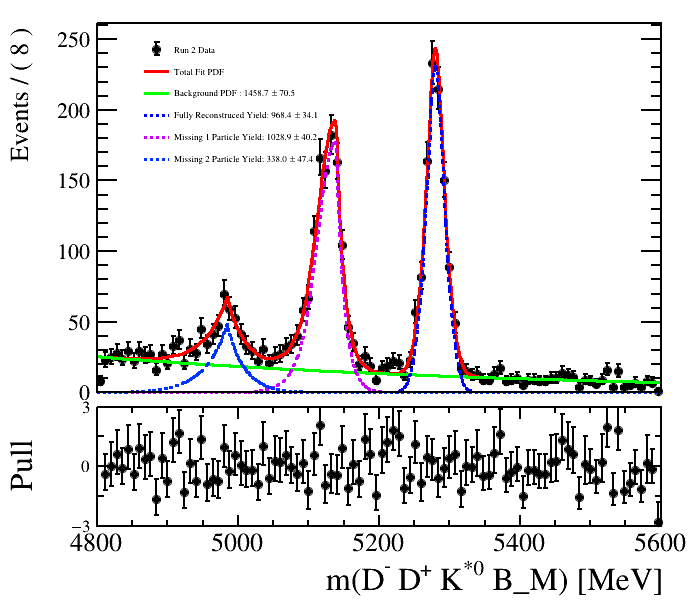 Events / ( 8 )
250
200
150
100
50
0
Run 2 Data
Total Fit PDF
Background PDF : 1458.7 ± 70.5
Fully Reconstruced Yield: 968.4 ± 34.1
Missing 1 Particle Yield: 1028.9 ± 40.2
Missing 2 Particle Yield: 338.0 ± 47.4
Pull
3
0
−3
4800 5000 5200 5400 5600
m(D⁻ D⁺ K*⁰ B_M) [MeV]